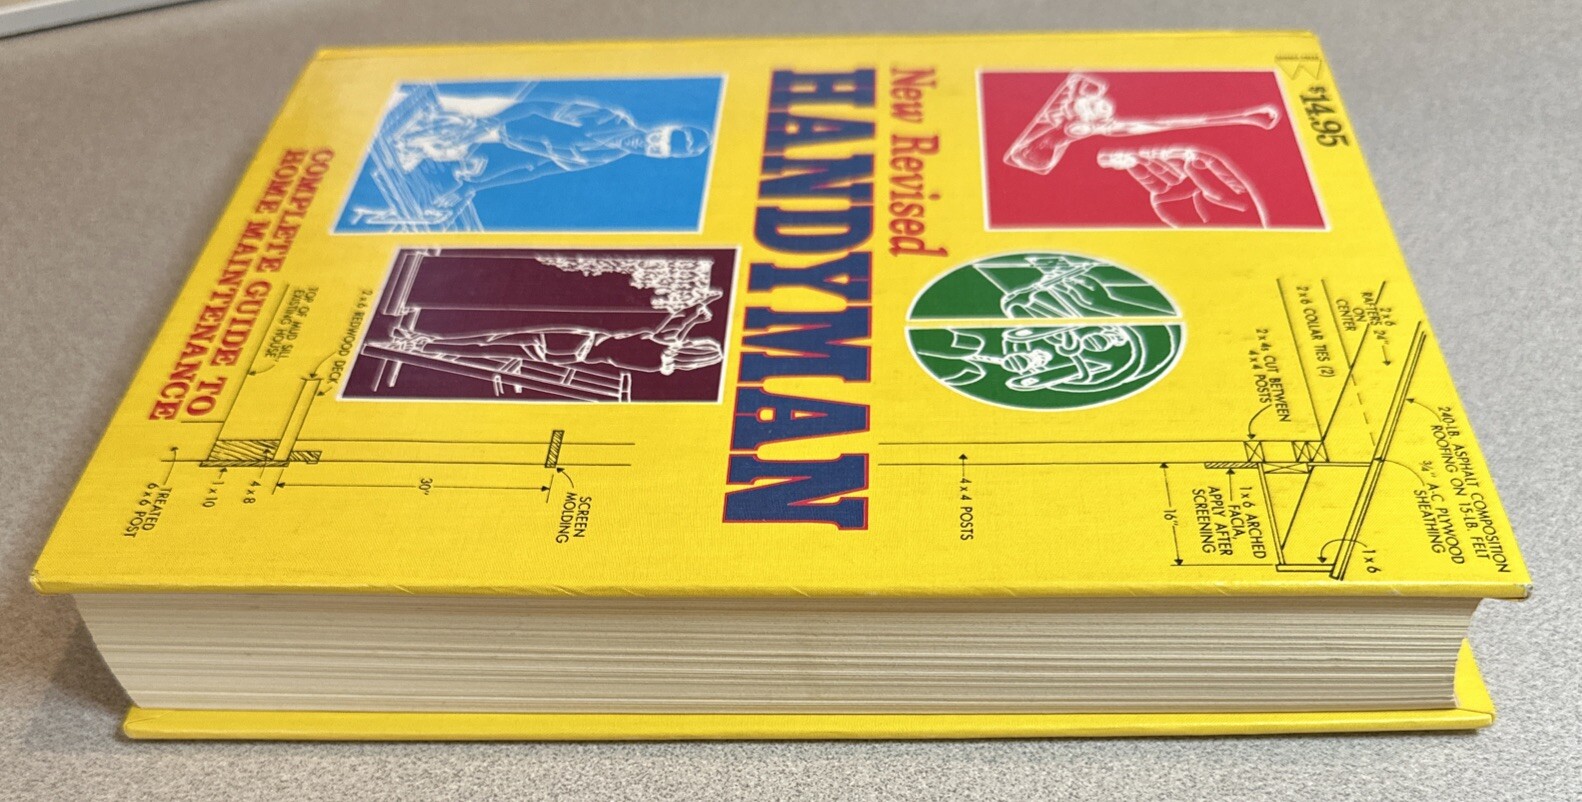 $14.95
New Revised
HANDYMAN
COMPLETE GUIDE TO
HOME MAINTENANCE
2 x 6
RAFTERS 24"
ON
CENTER
2 x 6 COLLAR TIES (2)
2 x 4s CUT BETWEEN
4 x 4 POSTS
240-LB. ASPHALT COMPOSITION
ROOFING ON 15-LB. FELT
3/4" A-C PLYWOOD
SHEATHING
1 x 6
1 x 6 ARCHED
FACIA,
APPLY AFTER
SCREENING
16"
4 x 4 POSTS
SCREEN
MOLDING
30"
2 x 6 REDWOOD DECK
TOP OF MUD SILL
EXISTING HOUSE
4 x 8
1 x 10
TREATED
6 x 6 POST